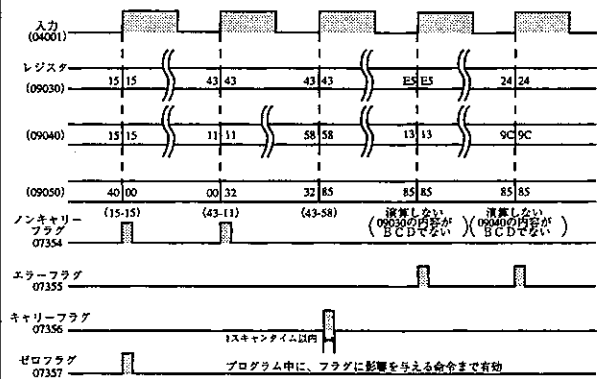 入力
(04001)
レジスタ
(09030)
15 15 43 43 43 43 E5 E5 24 24
(09040)
15 15 11 11 58 58 13 13 9C 9C
(09050)
40 00 00 32 32 85 85 85 85 85
(15-15) (43-11) (43-58) 演算しない (09030の内容がBCDでない) 演算しない (09040の内容がBCDでない)
ノンキャリー
フラグ
07354
エラーフラグ
07355
キャリーフラグ
07356
1スキャンタイム以内
ゼロフラグ
07357
プログラム中に、フラグに影響を与える命令まで有効